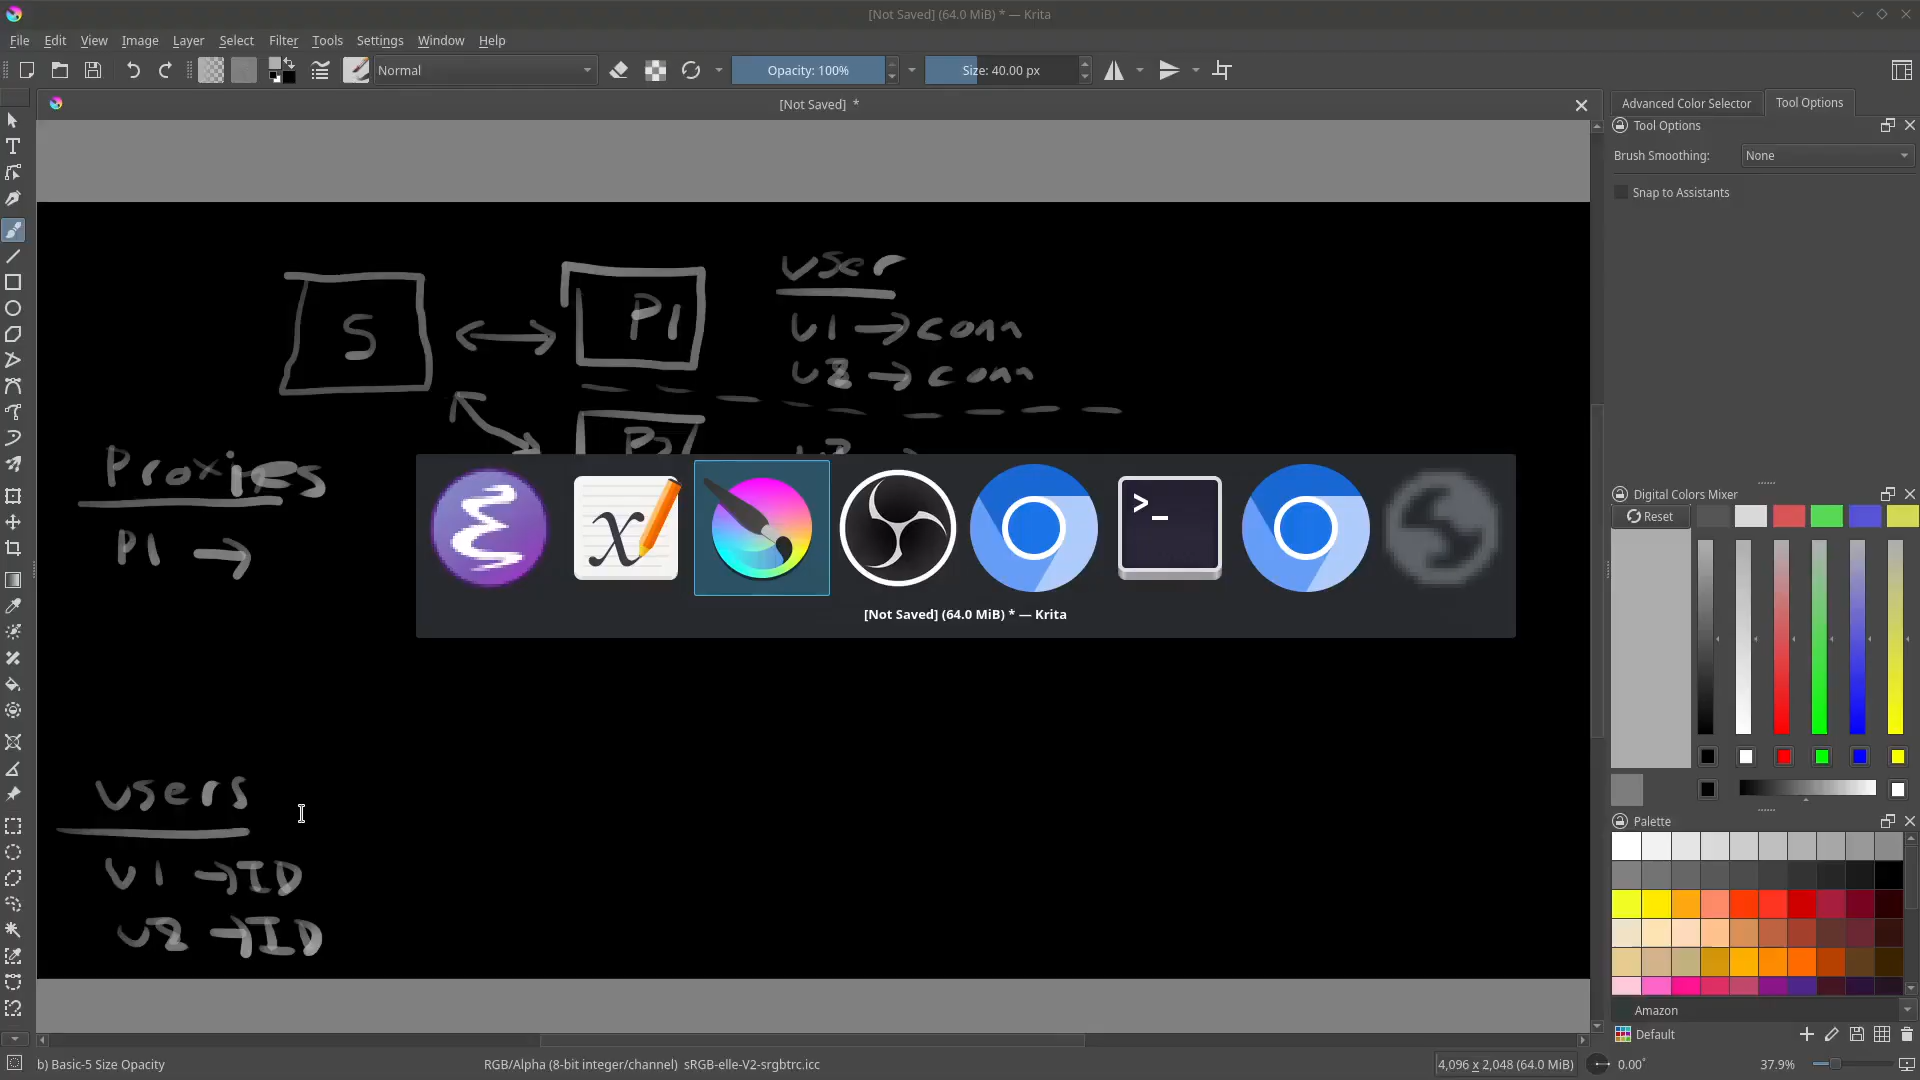 [Not Saved] (64.0 MiB) * — Krita
File Edit View Image Layer Select Filter Tools Settings Window Help
Normal
Opacity: 100%
Size: 40.00 px
[Not Saved] *
Advanced Color Selector
Tool Options
Tool Options
Brush Smoothing:
None
Snap to Assistants
user
S
P1
U1 → conn
U2 → conn
P2
Proxies
P1 →
>_
[Not Saved] (64.0 MiB) * — Krita
Digital Colors Mixer
Reset
users
U1 → ID
U2 → ID
Palette
Amazon
Default
b) Basic-5 Size Opacity
RGB/Alpha (8-bit integer/channel) sRGB-elle-V2-srgbtrc.icc
4,096 x 2,048 (64.0 MiB)
0.00°
37.9%